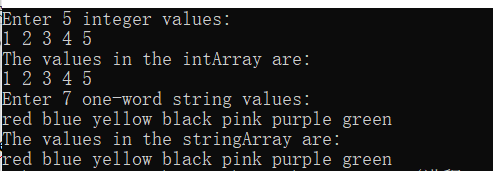 Enter 5 integer values:
1 2 3 4 5
The values in the intArray are:
1 2 3 4 5
Enter 7 one-word string values:
red blue yellow black pink purple green
The values in the stringArray are:
red blue yellow black pink purple green